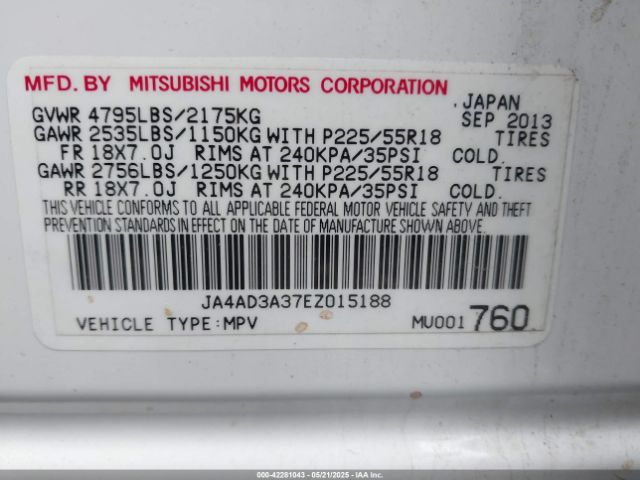 MFD. BY MITSUBISHI MOTORS CORPORATION
GVWR 4795LBS/2175KG JAPAN
SEP 2013
GAWR 2535LBS/1150KG WITH P225/55R18 TIRES
FR 18X7.0J RIMS AT 240KPA/35PSI COLD.
GAWR 2756LBS/1250KG WITH P225/55R18 TIRES
RR 18X7.0J RIMS AT 240KPA/35PSI COLD.
THIS VEHICLE CONFORMS TO ALL APPLICABLE FEDERAL MOTOR VEHICLE SAFETY AND THEFT
PREVENTION STANDARDS IN EFFECT ON THE DATE OF MANUFACTURE SHOWN ABOVE.
JA4AD3A37EZ015188
VEHICLE TYPE:MPV MU001 760
000-42281043 - 05/21/2025 - IAAI.COM